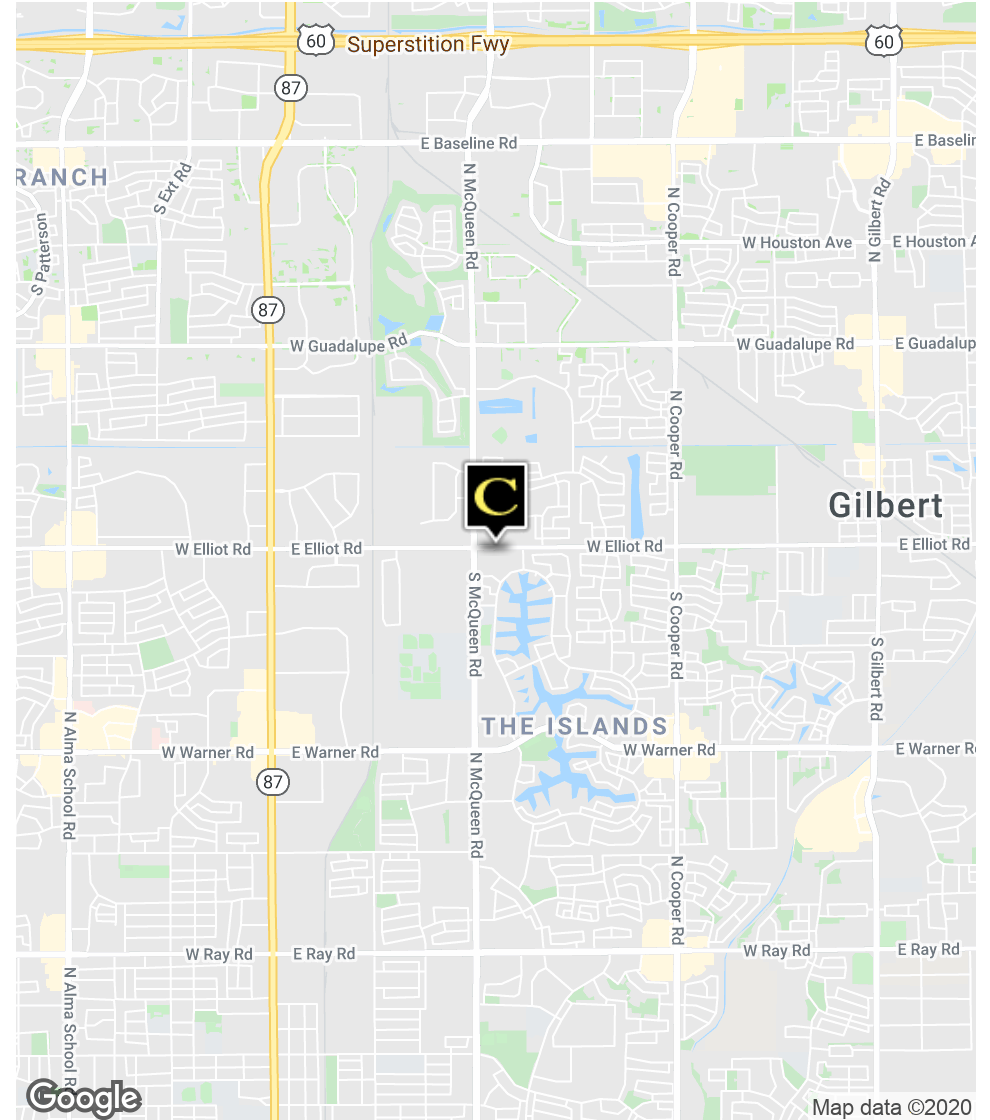 60
Superstition Fwy
60
87
E Baseline Rd
E Baselin
RANCH
S Ext Rd
N McQueen Rd
N Cooper Rd
N Gilbert Rd
S Patterson
W Houston Ave
E Houston A
87
W Guadalupe Rd
W Guadalupe Rd
E Guadalup
N Cooper Rd
C
Gilbert
W Elliot Rd
E Elliot Rd
W Elliot Rd
E Elliot Rd
S McQueen Rd
S Cooper Rd
S Gilbert Rd
N Alma School Rd
THE ISLANDS
W Warner Rd
E Warner Rd
W Warner Rd
E Warner R
87
N McQueen Rd
N Cooper Rd
W Ray Rd
E Ray Rd
W Ray Rd
E Ray Rd
N Alma School R
Google
Map data ©2020